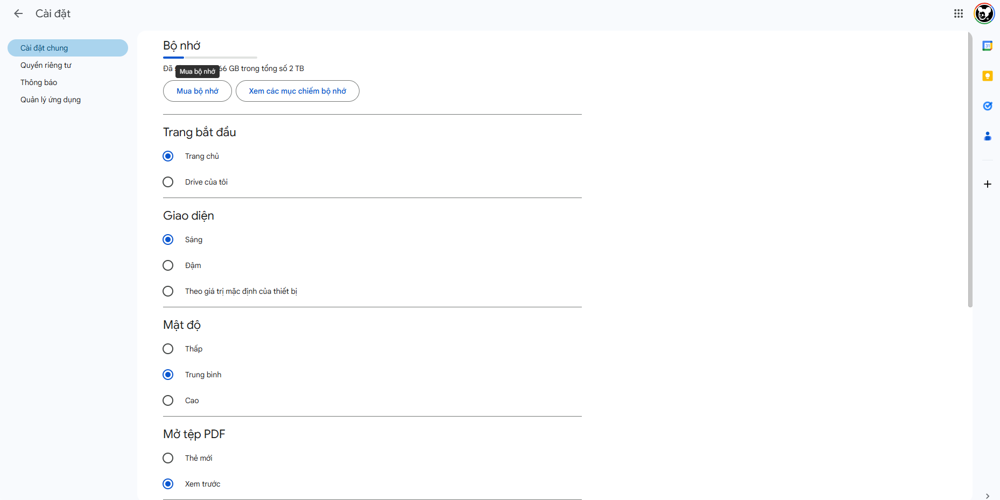 Cài đặt
Cài đặt chung
Quyền riêng tư
Thông báo
Quản lý ứng dụng
Bộ nhớ
Đã 66 GB trong tổng số 2 TB
Mua bộ nhớ
Mua bộ nhớ
Xem các mục chiếm bộ nhớ
Trang bắt đầu
Trang chủ
Drive của tôi
Giao diện
Sáng
Đậm
Theo giá trị mặc định của thiết bị
Mật độ
Thấp
Trung bình
Cao
Mở tệp PDF
Thẻ mới
Xem trước
31